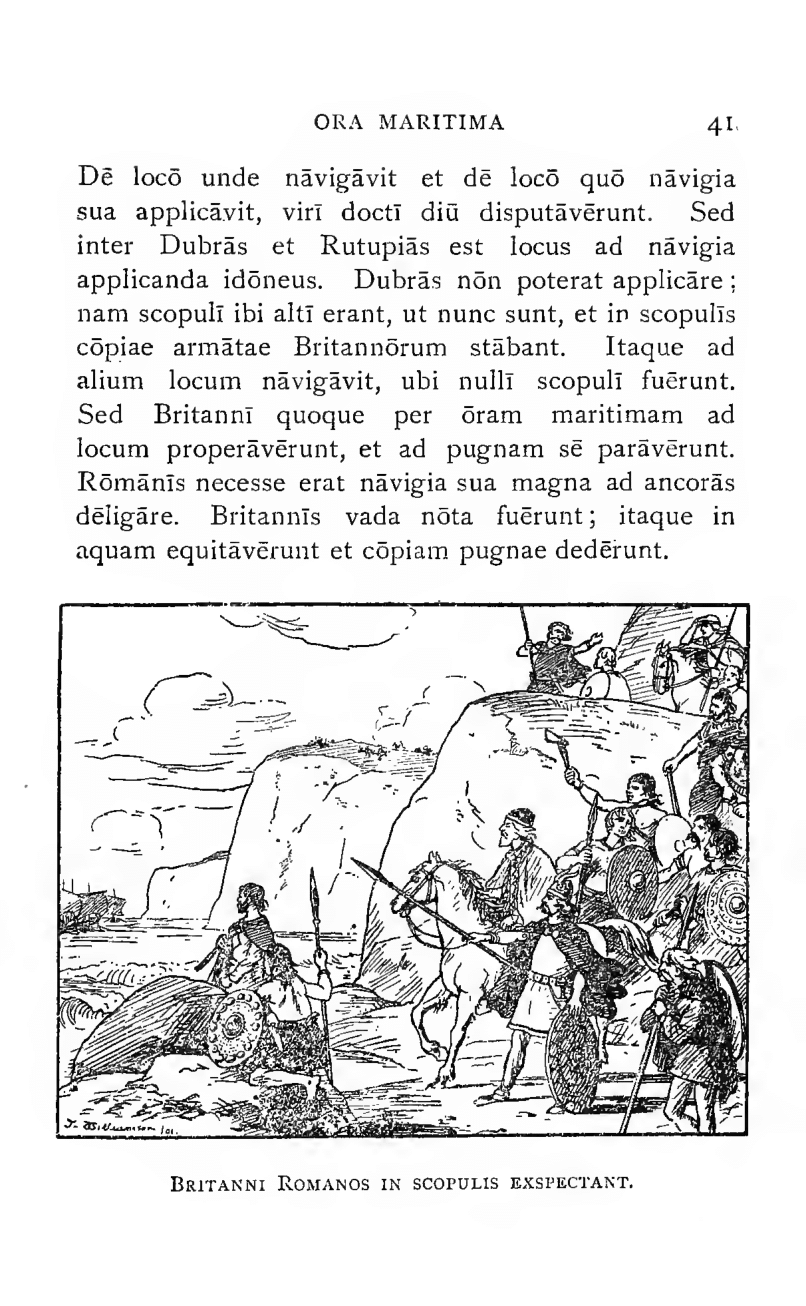 ORA MARITIMA 41
Dē locō unde nāvigāvit et dē locō quō nāvigia
sua applicāvit, virī doctī diū disputāvērunt. Sed
inter Dubrās et Rutupiās est locus ad nāvigia
applicanda idōneus. Dubrās nōn poterat applicāre;
nam scopulī ibi altī erant, ut nunc sunt, et in scopulīs
cōpiae armātae Britannōrum stābant. Itaque ad
alium locum nāvigāvit, ubi nullī scopulī fuērunt.
Sed Britannī quoque per ōram maritimam ad
locum properāvērunt, et ad pugnam sē parāvērunt.
Rōmānīs necesse erat nāvigia sua magna ad ancorās
dēligāre. Britannīs vada nōta fuērunt; itaque in
aquam equitāvērunt et cōpiam pugnae dedērunt.
BRITANNI ROMANOS IN SCOPULIS EXSPECTANT.